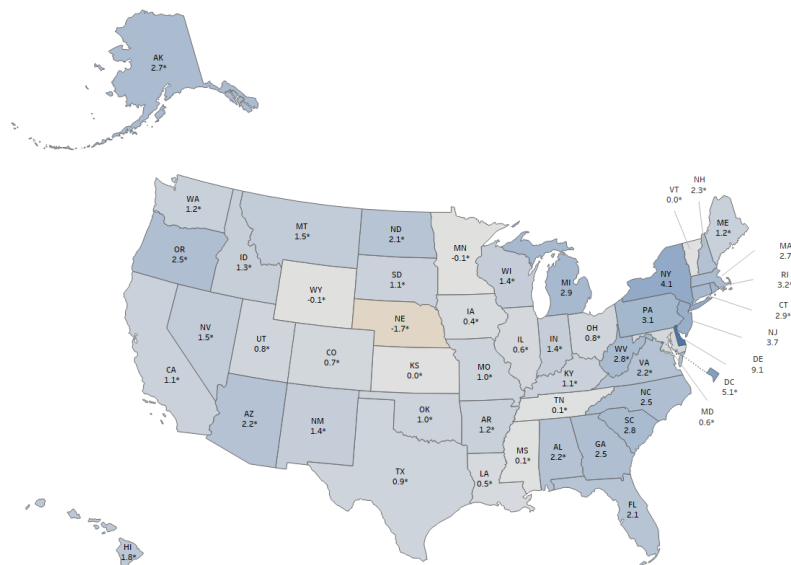 AK
2.7*
VT
0.0*
NH
2.3*
ME
1.2*
WA
1.2*
MT
1.5*
ND
2.1*
MN
-0.1*
OR
2.5*
ID
1.3*
SD
1.1*
WI
1.4*
MI
2.9
NY
4.1
MA
2.7
RI
3.2*
CT
2.9*
WY
-0.1*
NE
-1.7*
IA
0.4*
PA
3.1
NJ
3.7
NV
1.5*
UT
0.8*
CO
0.7*
KS
0.0*
MO
1.0*
IL
0.6*
IN
1.4*
OH
0.8*
WV
2.8*
VA
2.2*
DE
9.1
DC
5.1*
MD
0.6*
CA
1.1*
AZ
2.2*
NM
1.4*
OK
1.0*
AR
1.2*
KY
1.1*
TN
0.1*
NC
2.5
SC
2.8
TX
0.9*
LA
0.5*
MS
0.1*
AL
2.2*
GA
2.5
FL
2.1
HI
1.8*